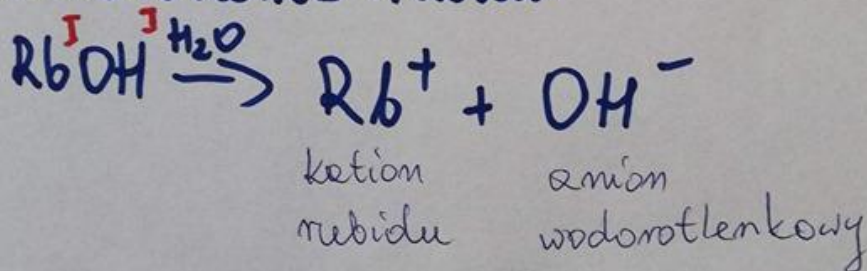 RbᴵOHᴵ H₂O→ Rb⁺ + OH⁻
kation anion
rubidu wodorotlenkowy